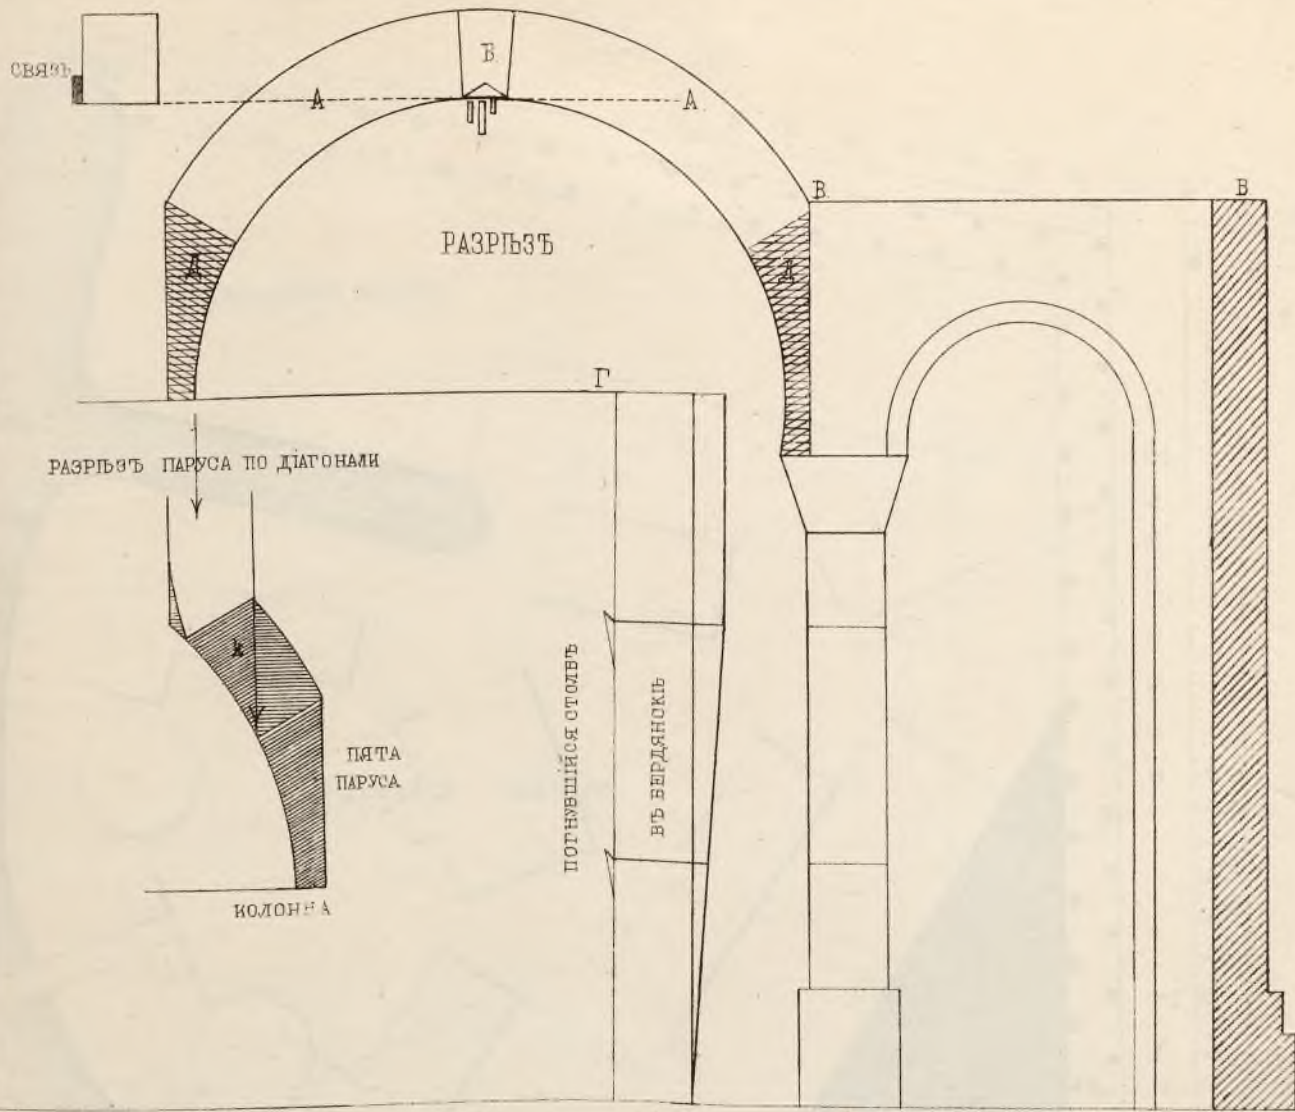 Б.
СВЯЗЬ
А
А
В.
В
РАЗРѢЗЪ
Д
Д
Г
РАЗРѢЗЪ ПАРУСА ПО ДІАГОНАЛИ
k
ПЯТА
ПАРУСА
КОЛОННА
ПОГНУВШІЙСЯ СТОЛБЪ
ВЪ БЕРДЯНСКѢ